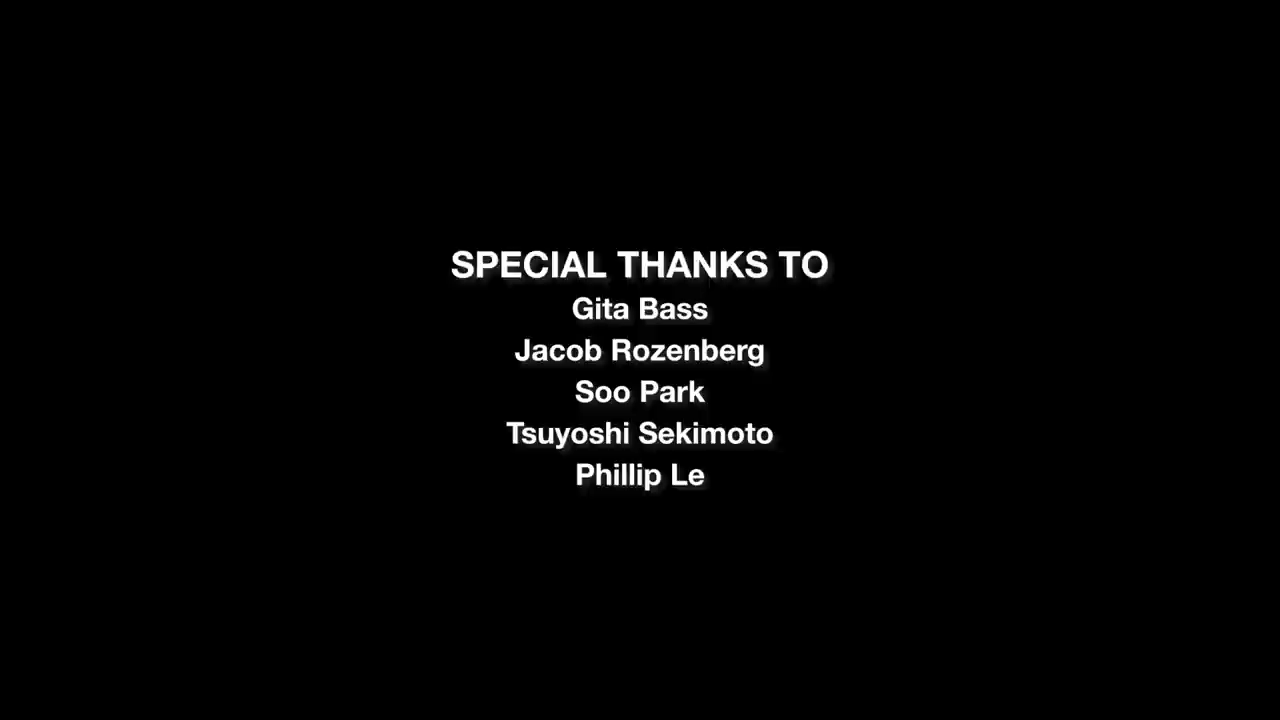 SPECIAL THANKS TO
Gita Bass
Jacob Rozenberg
Soo Park
Tsuyoshi Sekimoto
Phillip Le